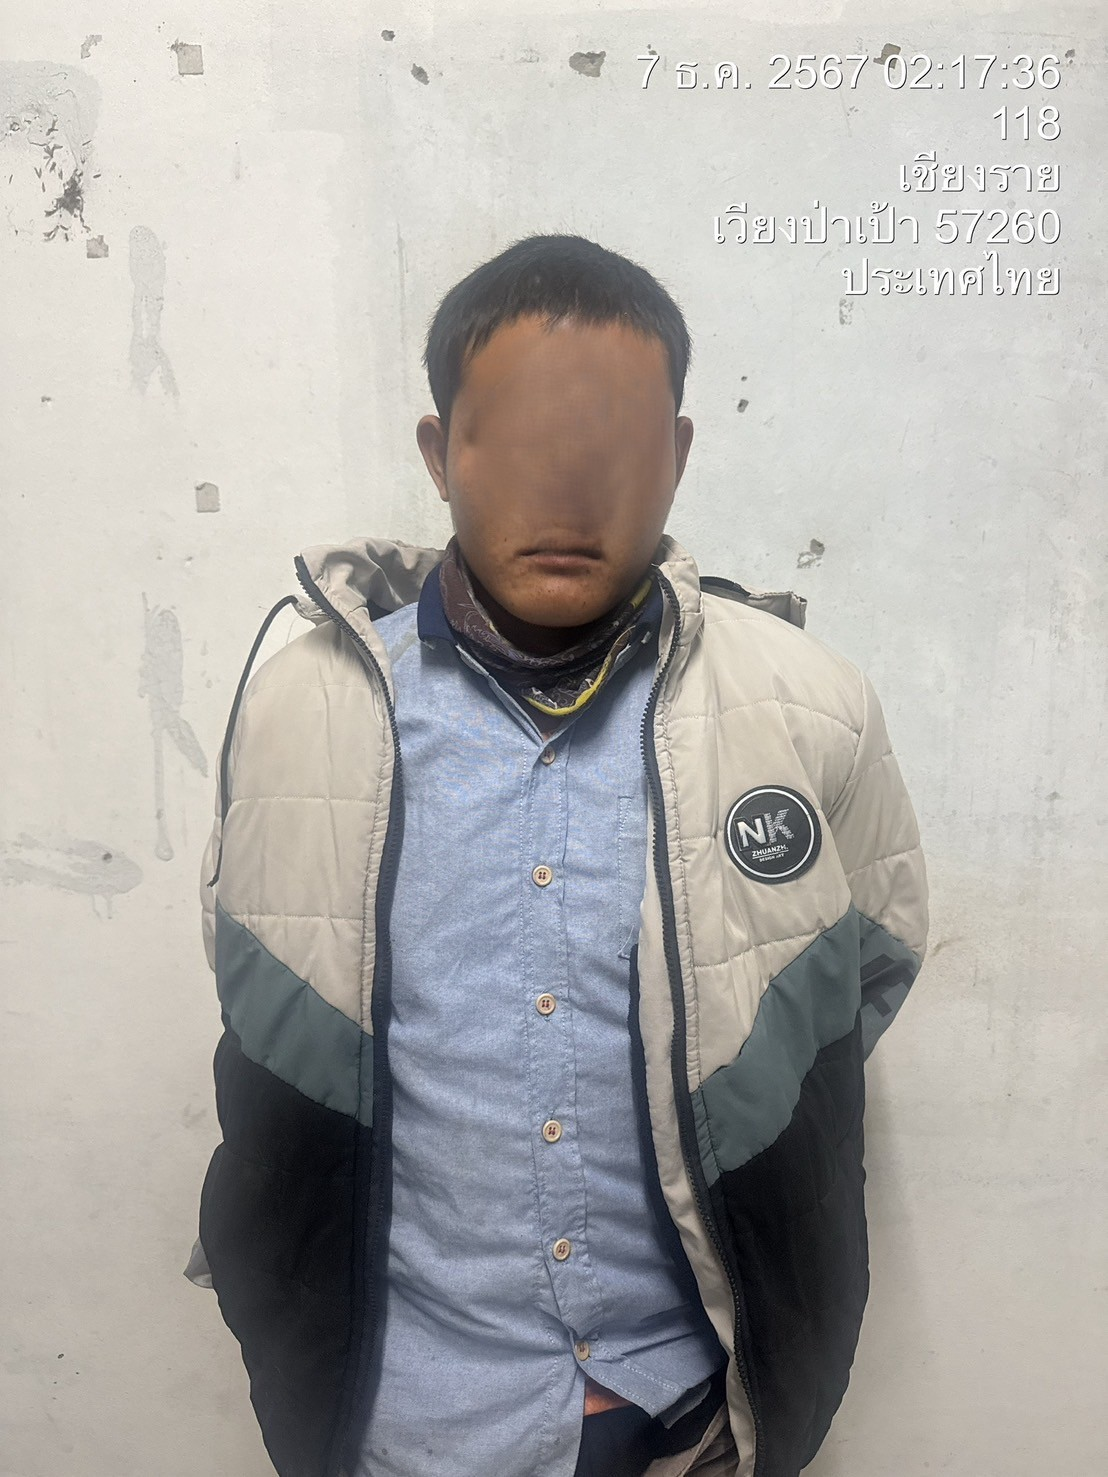 7 ธ.ค. 2567 02:17:36
118
เชียงราย
เวียงป่าเป้า 57260
ประเทศไทย
NK
ZHUANZH.